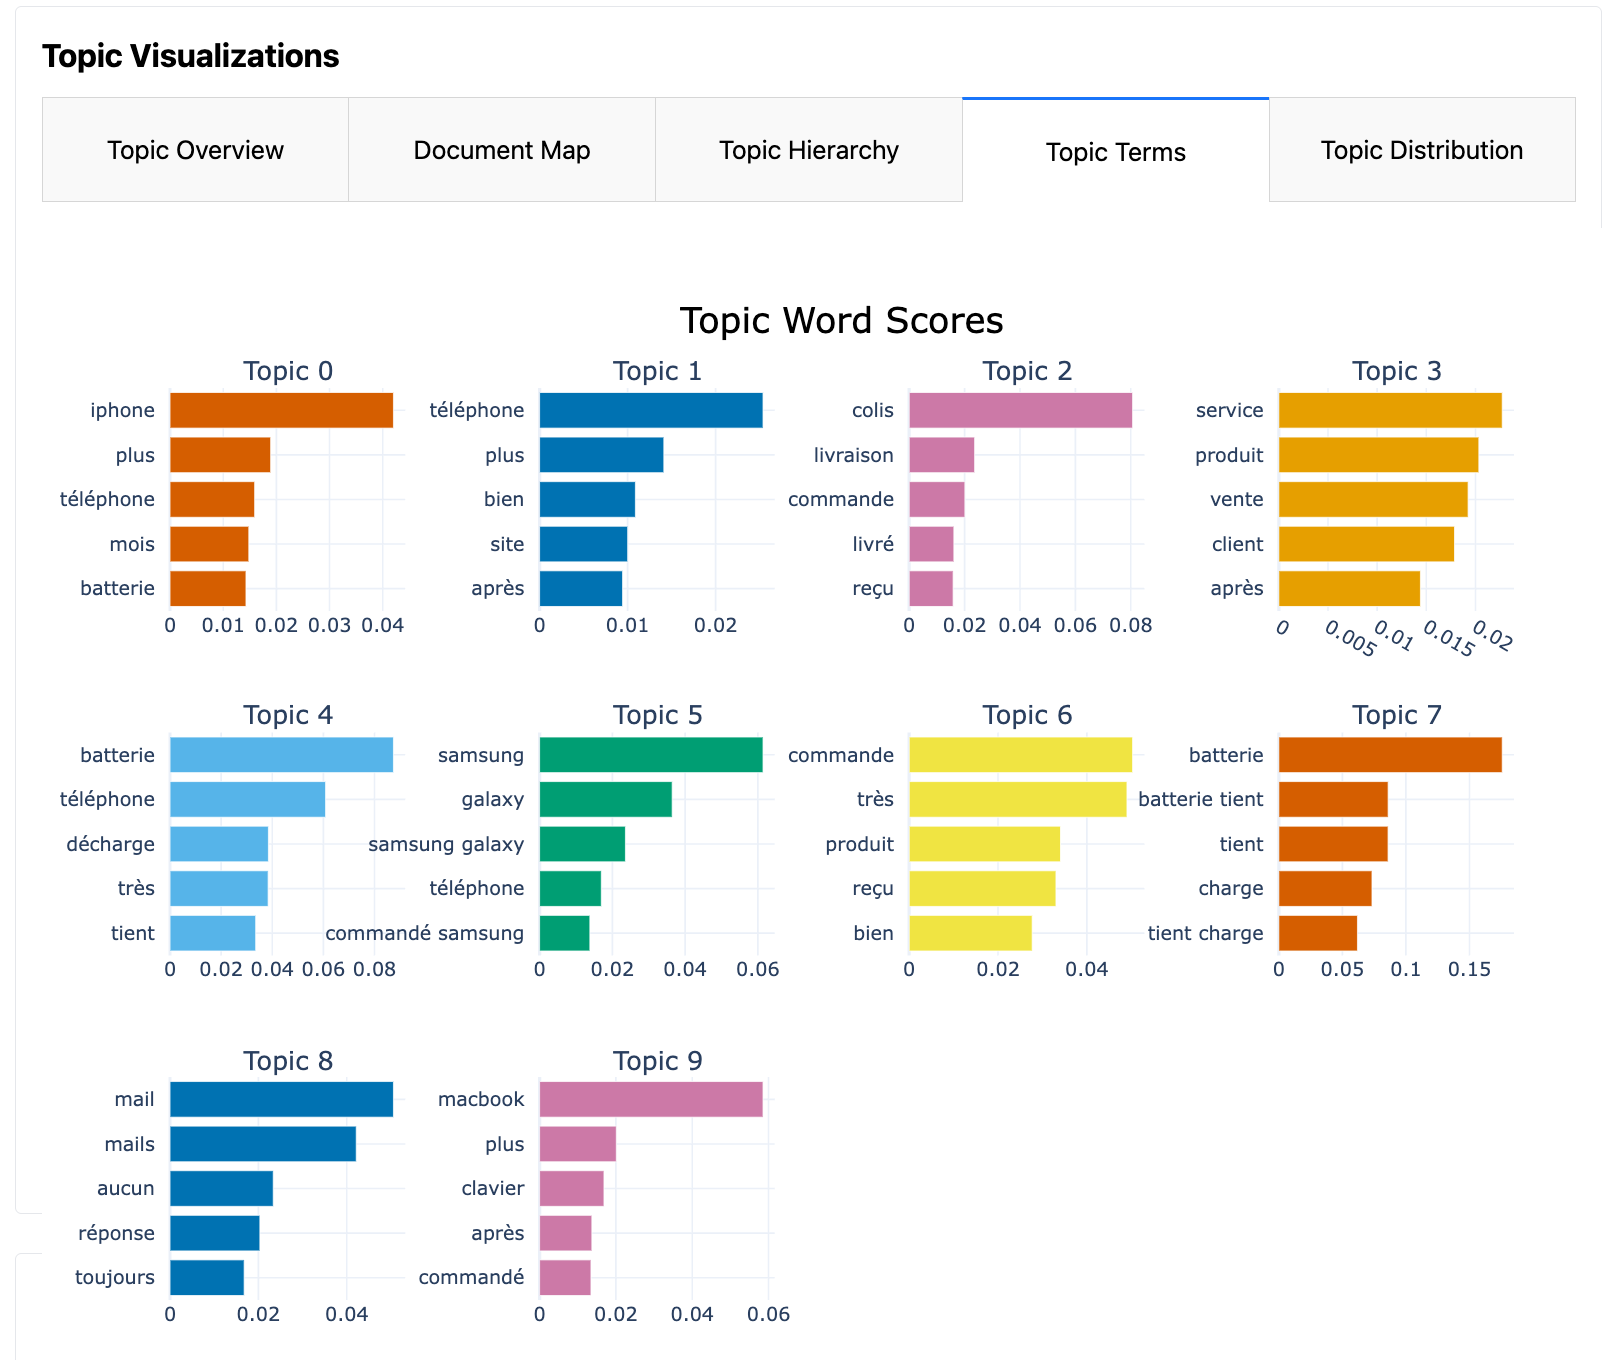 Topic Visualizations
Topic Overview
Document Map
Topic Hierarchy
Topic Terms
Topic Distribution
Topic Word Scores
Topic 0
iphone
plus
téléphone
mois
batterie
0 0.01 0.02 0.03 0.04
Topic 1
téléphone
plus
bien
site
après
0 0.01 0.02
Topic 2
colis
livraison
commande
livré
reçu
0 0.02 0.04 0.06 0.08
Topic 3
service
produit
vente
client
après
0 0.005 0.01 0.015 0.02
Topic 4
batterie
téléphone
décharge
très
tient
0 0.02 0.04 0.06 0.08
Topic 5
samsung
galaxy
samsung galaxy
téléphone
commandé samsung
0 0.02 0.04 0.06
Topic 6
commande
très
produit
reçu
bien
0 0.02 0.04
Topic 7
batterie
batterie tient
tient
charge
tient charge
0 0.05 0.1 0.15
Topic 8
mail
mails
aucun
réponse
toujours
0 0.02 0.04
Topic 9
macbook
plus
clavier
après
commandé
0 0.02 0.04 0.06